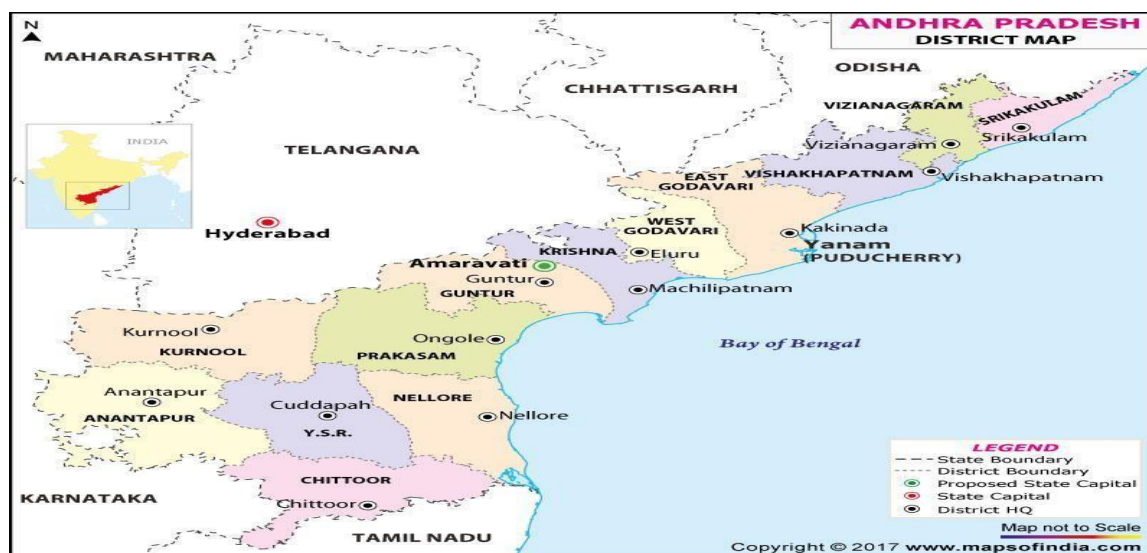 N
ANDHRA PRADESH
DISTRICT MAP
MAHARASHTRA
ODISHA
CHHATTISGARH
VIZIANAGARAM
SRIKAKULAM
Srikakulam
INDIA
TELANGANA
Vizianagaram
VISHAKHAPATNAM
Vishakhapatnam
EAST
GODAVARI
WEST
GODAVARI
Kakinada
Hyderabad
Yanam
(PUDUCHERRY)
KRISHNA
Eluru
Amaravati
Guntur
GUNTUR
Machilipatnam
Kurnool
KURNOOL
Ongole
PRAKASAM
Bay of Bengal
Anantapur
ANANTAPUR
Cuddapah
Y.S.R.
NELLORE
Nellore
LEGEND
State Boundary
District Boundary
Proposed State Capital
State Capital
District HQ
CHITTOOR
Chittoor
KARNATAKA
TAMIL NADU
Map not to Scale
Copyright © 2017 www.mapsofindia.com